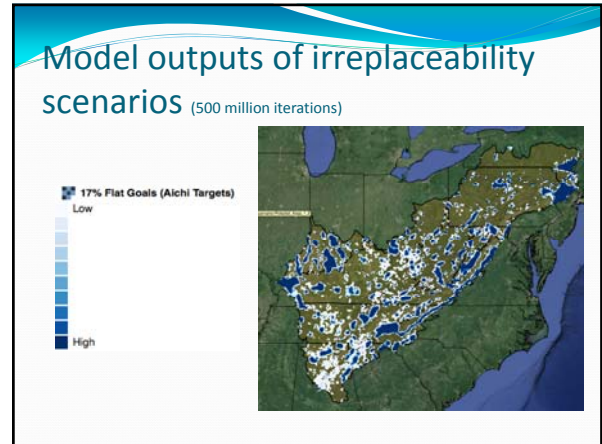 Model outputs of irreplaceability
scenarios (500 million iterations)
17% Flat Goals (Aichi Targets)
Low
High